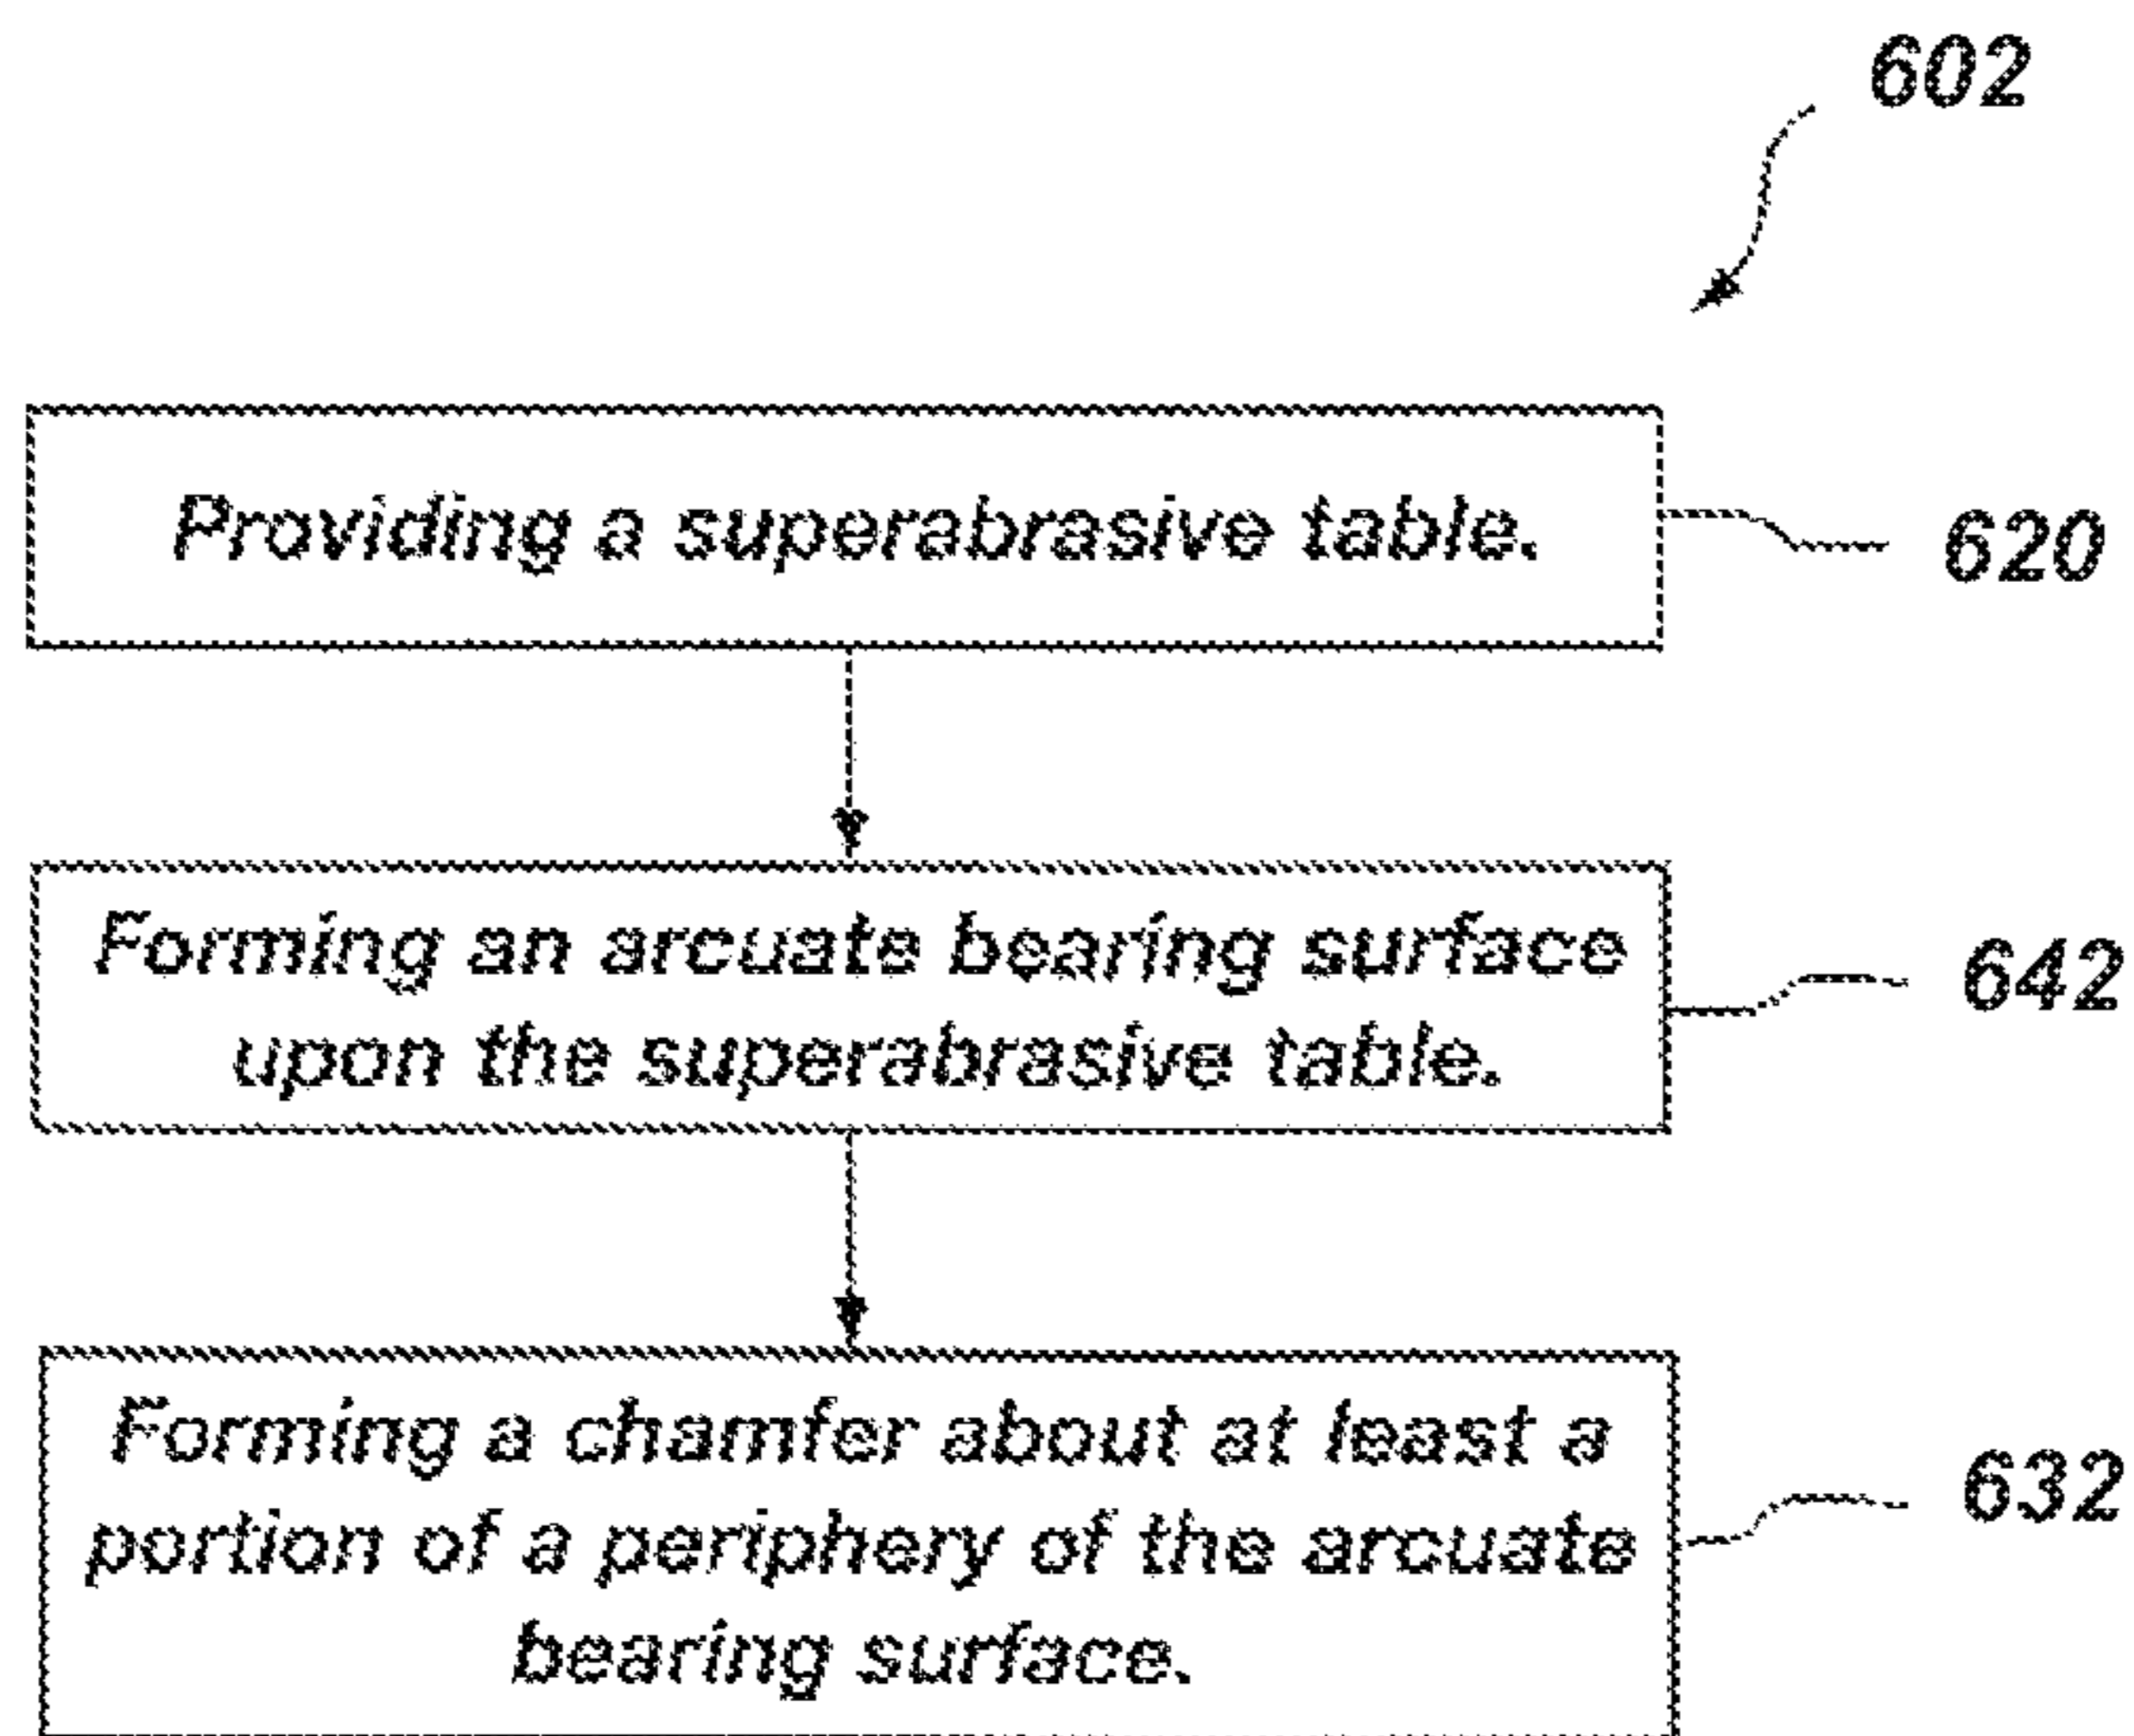 602
Providing a superabrasive table.
620
Forming an arcuate bearing surface
upon the superabrasive table.
642
Forming a chamfer about at least a
portion of a periphery of the arcuate
bearing surface.
632